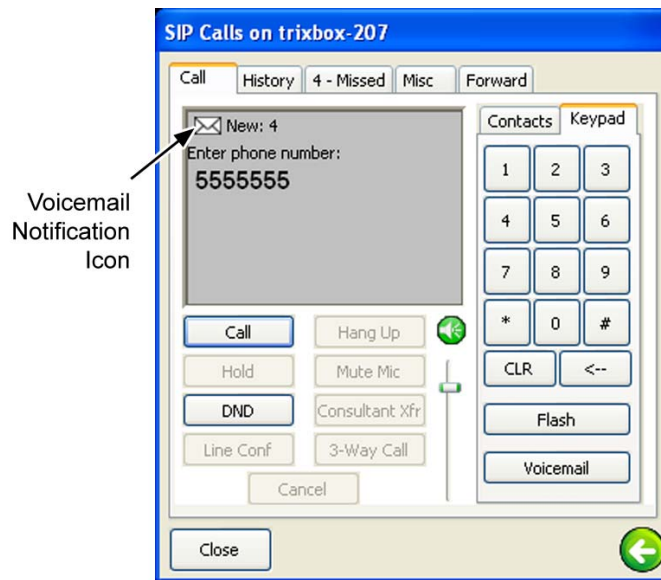 SIP Calls on trixbox-207
Call History 4 - Missed Misc Forward
New: 4
Enter phone number:
5555555
Voicemail
Notification
Icon
Contacts Keypad
1 2 3
4 5 6
7 8 9
* 0 #
CLR <--
Flash
Voicemail
Call Hang Up
Hold Mute Mic
DND Consultant Xfr
Line Conf 3-Way Call
Cancel
Close